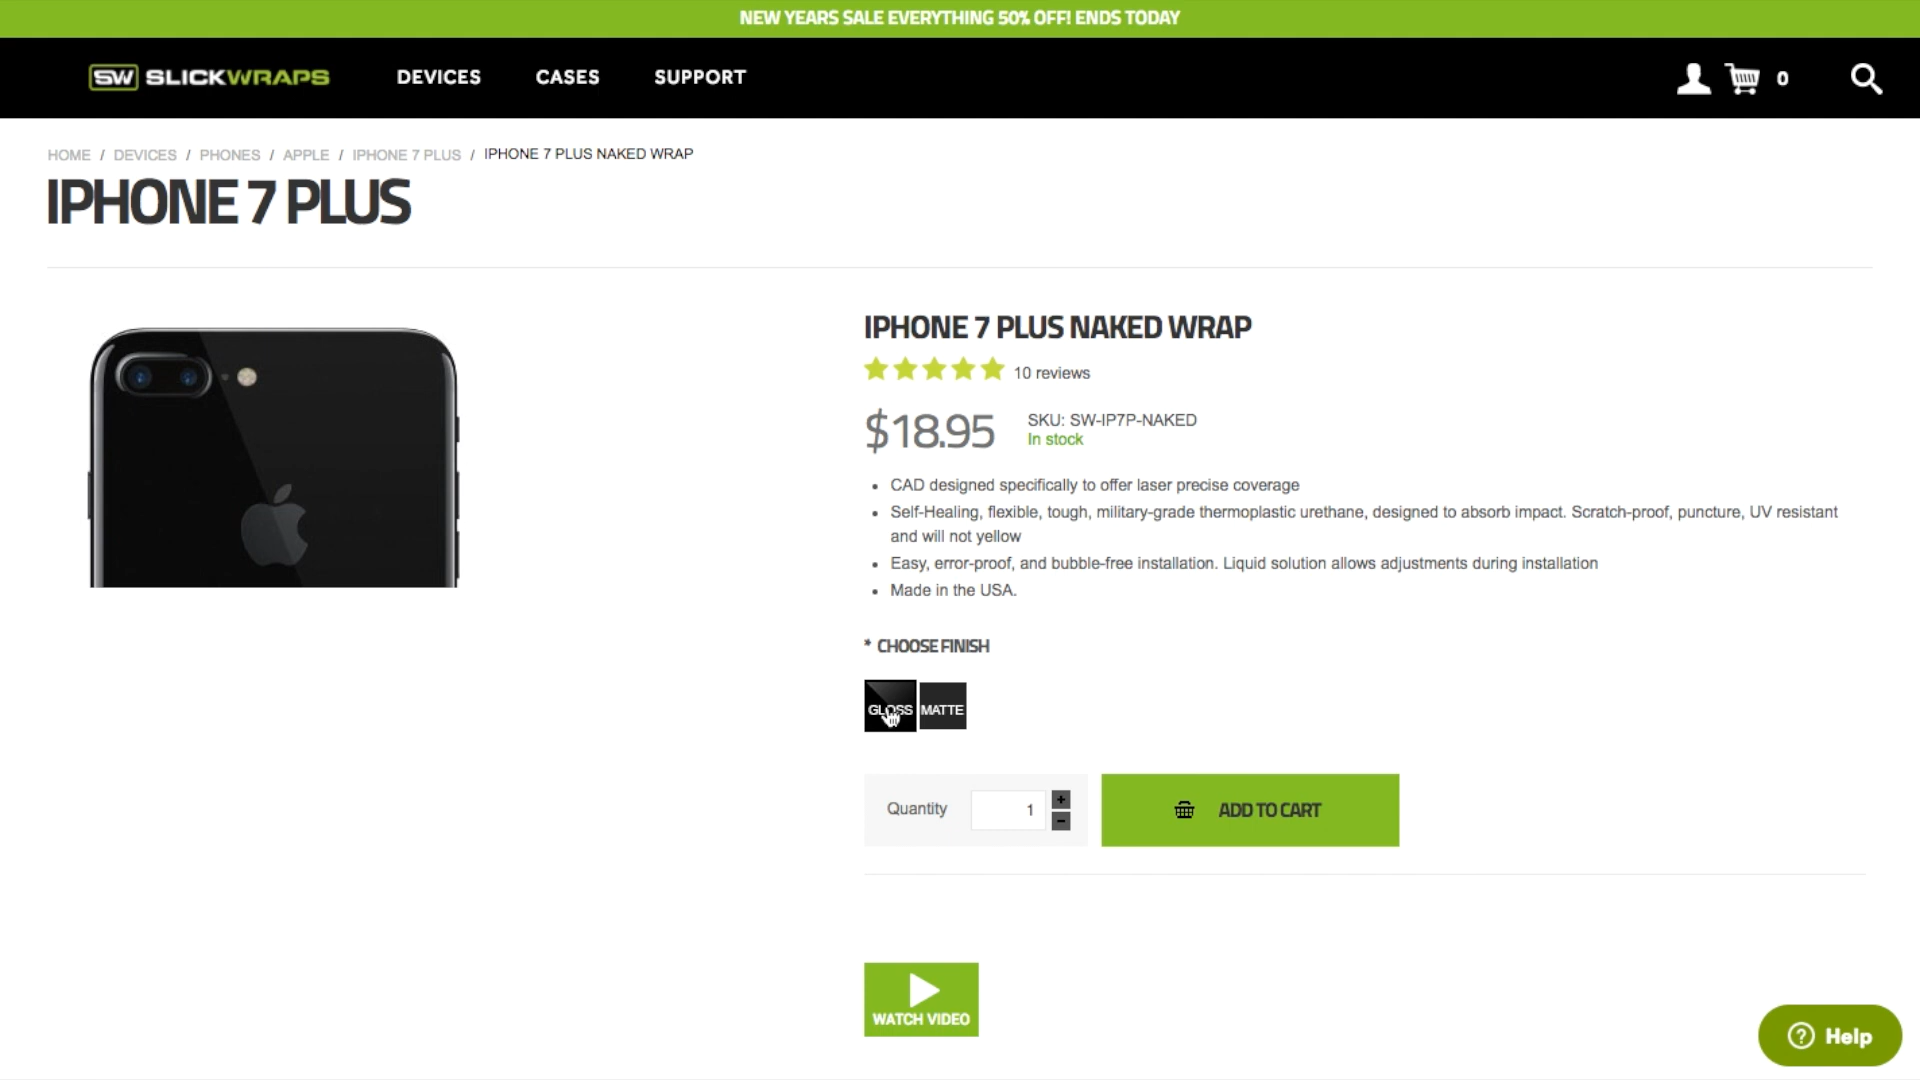 NEW YEARS SALE EVERYTHING 50% OFF! ENDS TODAY
SW SLICKWRAPS DEVICES CASES SUPPORT 0
HOME / DEVICES / PHONES / APPLE / IPHONE 7 PLUS / IPHONE 7 PLUS NAKED WRAP
IPHONE 7 PLUS
IPHONE 7 PLUS NAKED WRAP
10 reviews
$18.95
SKU: SW-IP7P-NAKED
In stock
• CAD designed specifically to offer laser precise coverage
• Self-Healing, flexible, tough, military-grade thermoplastic urethane, designed to absorb impact. Scratch-proof, puncture, UV resistant
and will not yellow
• Easy, error-proof, and bubble-free installation. Liquid solution allows adjustments during installation
• Made in the USA.
* CHOOSE FINISH
GLOSS MATTE
Quantity 1 + - ADD TO CART
WATCH VIDEO
? Help